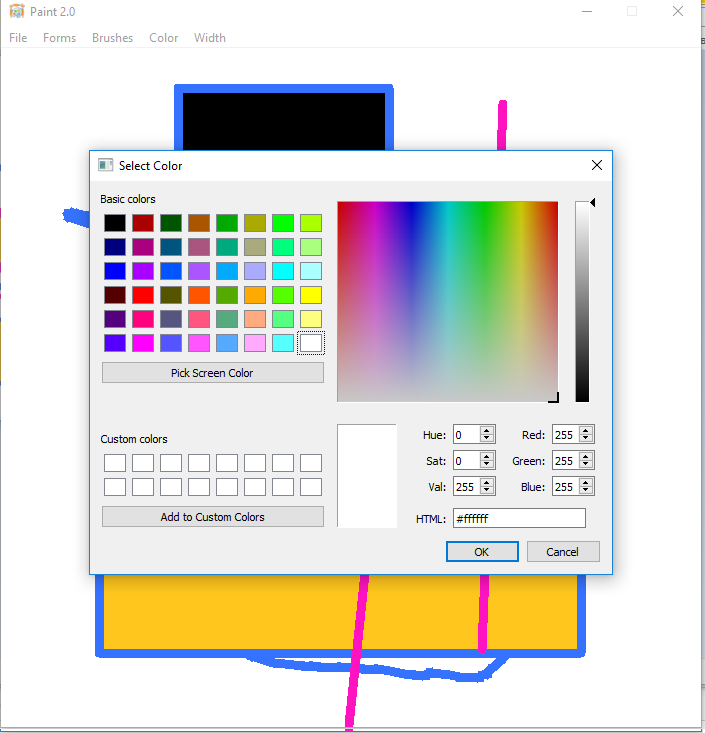 Paint 2.0
File Forms Brushes Color Width
Select Color
Basic colors
Pick Screen Color
Custom colors
Add to Custom Colors
Hue: 0 Red: 255
Sat: 0 Green: 255
Val: 255 Blue: 255
HTML: #ffffff
OK Cancel